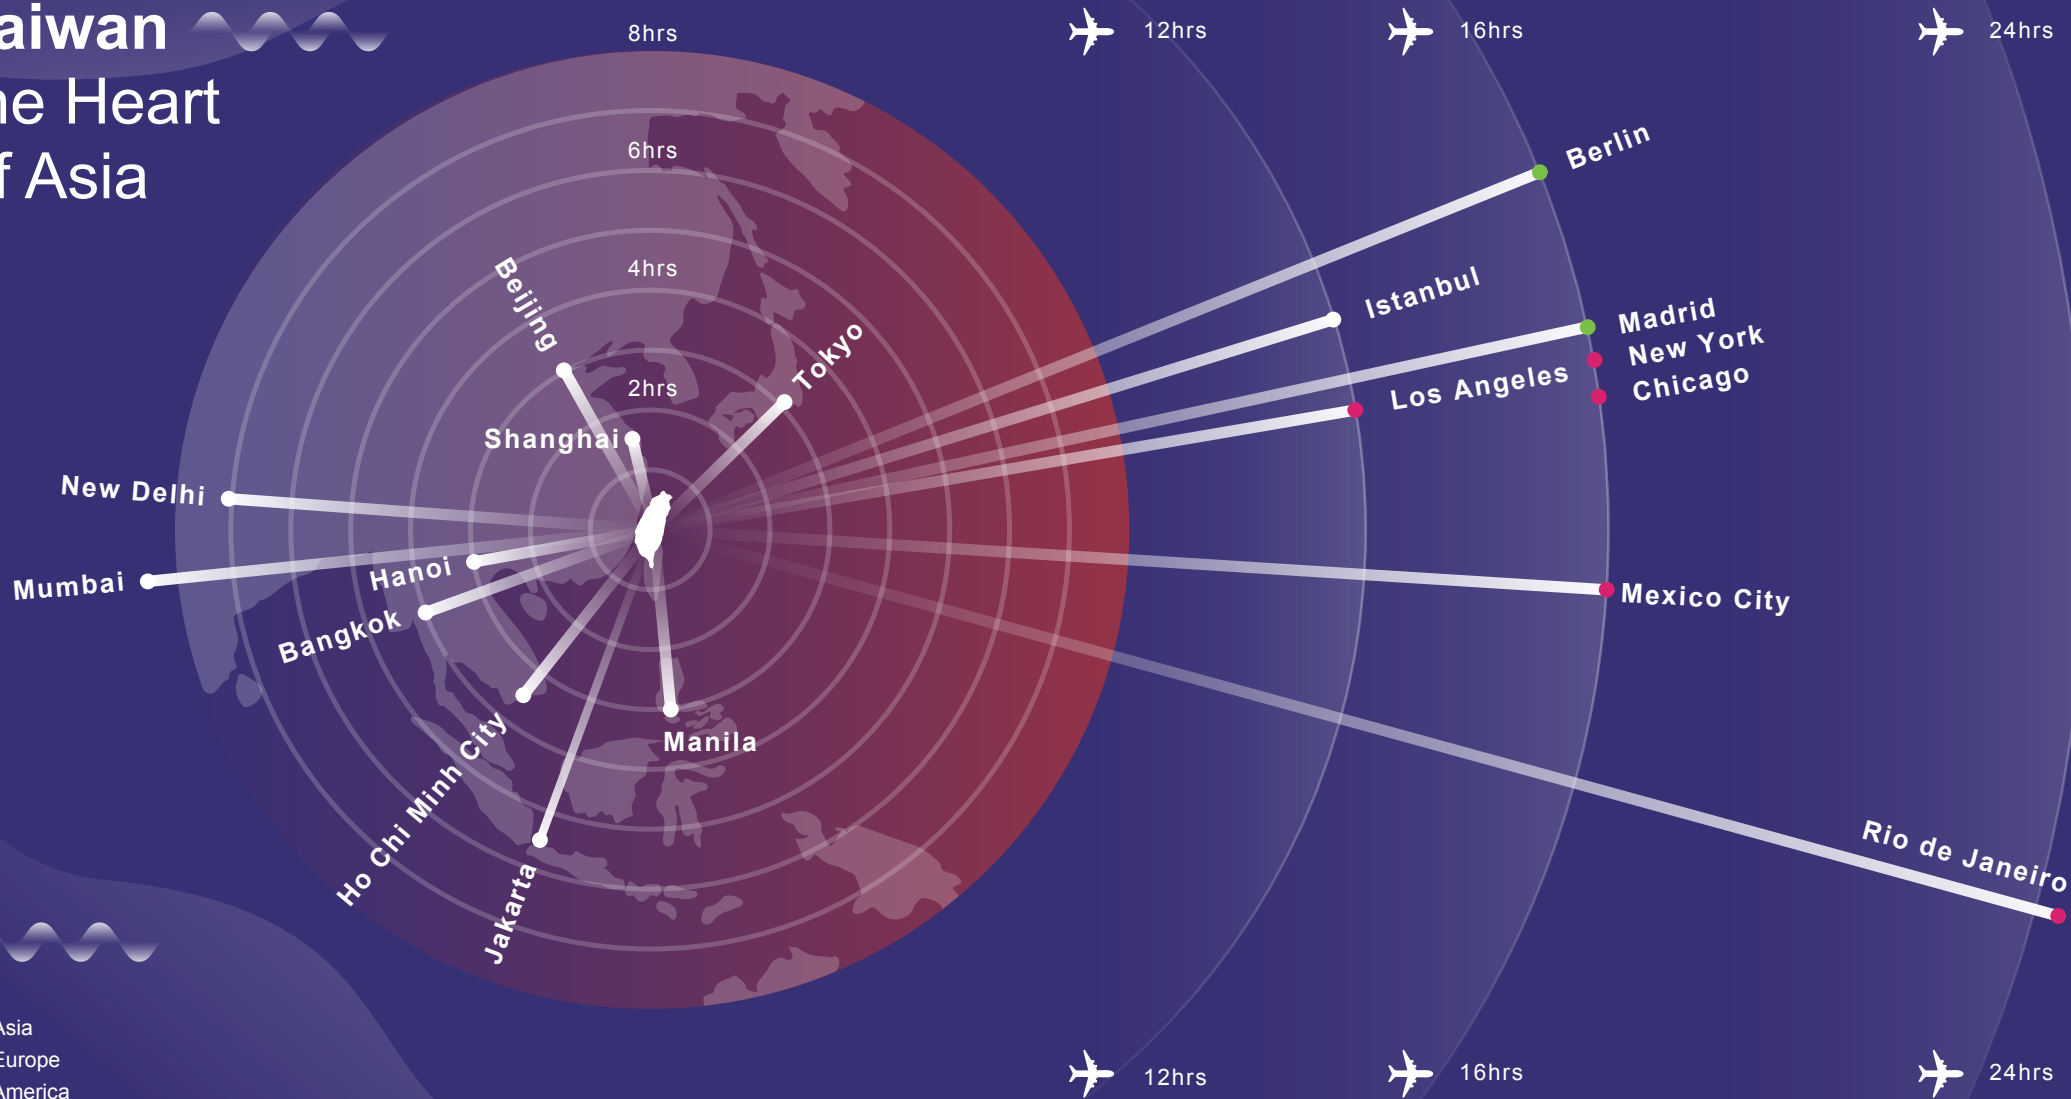 aiwan
ne Heart
f Asia
8hrs
12hrs
16hrs
24hrs
6hrs
4hrs
2hrs
Berlin
Istanbul
Madrid
New York
Los Angeles
Chicago
Beijing
Tokyo
Shanghai
New Delhi
Mumbai
Hanoi
Bangkok
Mexico City
Manila
Ho Chi Minh City
Jakarta
Rio de Janeiro
Asia
Europe
America
12hrs
16hrs
24hrs